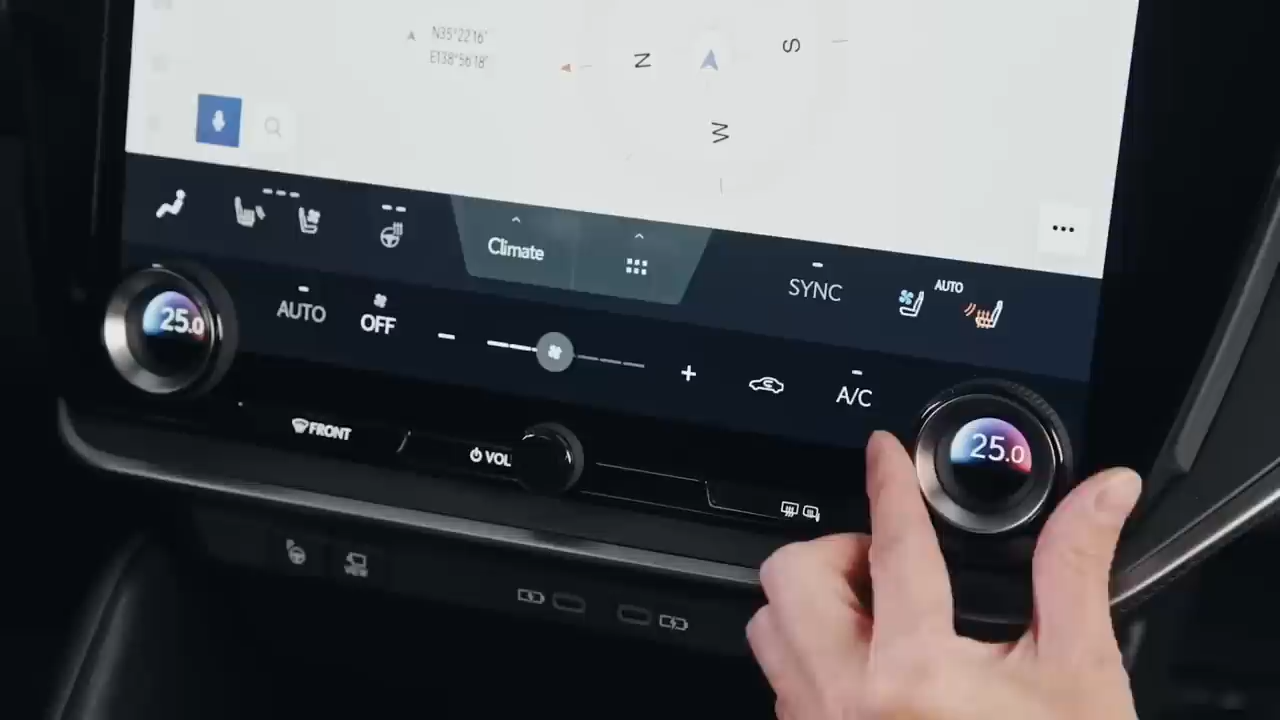 N35°22'16"
E138°56'18"
N
S
W
Climate
SYNC
AUTO
25.0
AUTO
OFF
A/C
25.0
FRONT
VOL